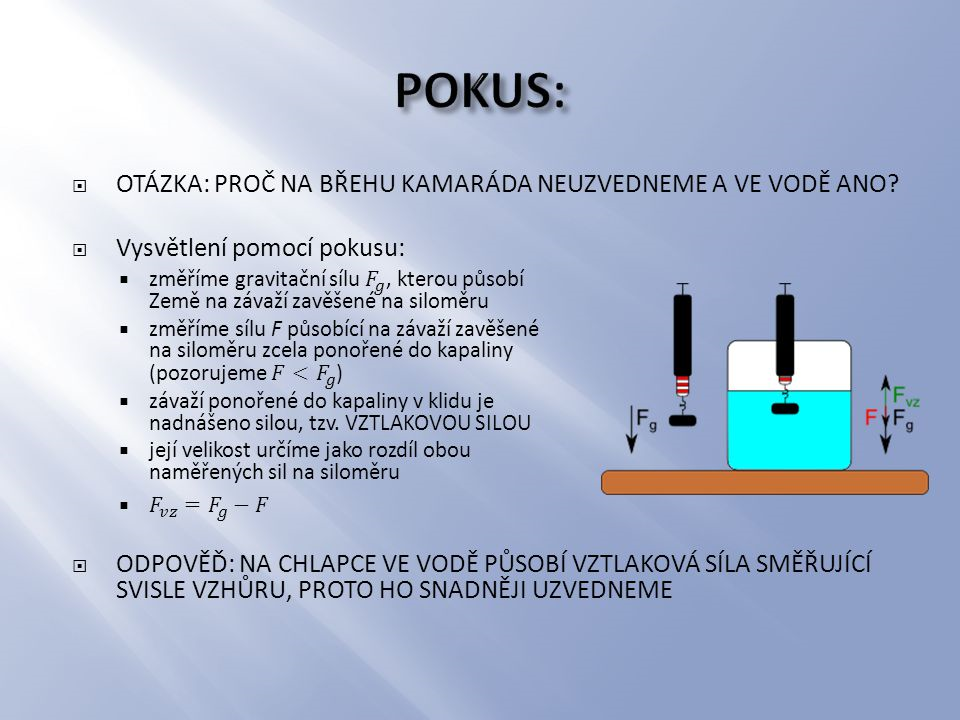 POKUS:
OTÁZKA: PROČ NA BŘEHU KAMARÁDA NEUZVEDNEME A VE VODĚ ANO?
Vysvětlení pomocí pokusu:
změříme gravitační sílu F_g, kterou působí
Země na závaží zavěšené na siloměru
změříme sílu F působící na závaží zavěšené
na siloměru zcela ponořené do kapaliny
(pozorujeme F < F_g)
závaží ponořené do kapaliny v klidu je
nadnášeno silou, tzv. VZTLAKOVOU SILOU
její velikost určíme jako rozdíl obou
naměřených sil na siloměru
F_vz = F_g − F
F_g
F_vz
F
F_g
ODPOVĚĎ: NA CHLAPCE VE VODĚ PŮSOBÍ VZTLAKOVÁ SÍLA SMĚŘUJÍCÍ
SVISLE VZHŮRU, PROTO HO SNADNĚJI UZVEDNEME